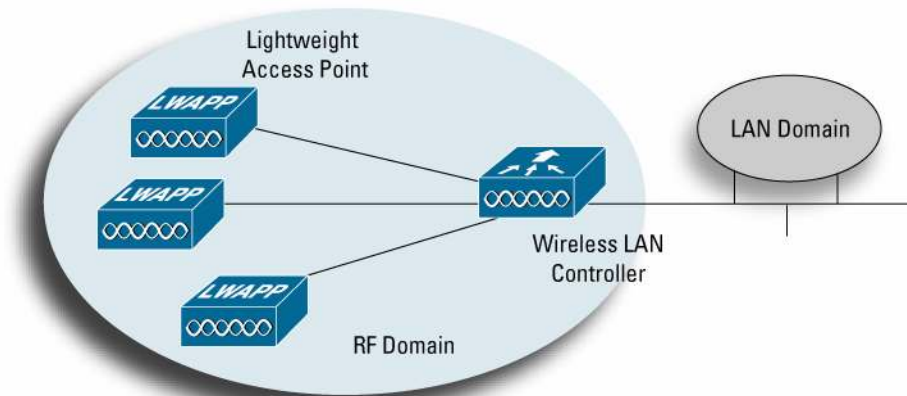 Lightweight
Access Point
LWAPP
LWAPP
LWAPP
LAN Domain
Wireless LAN
Controller
RF Domain